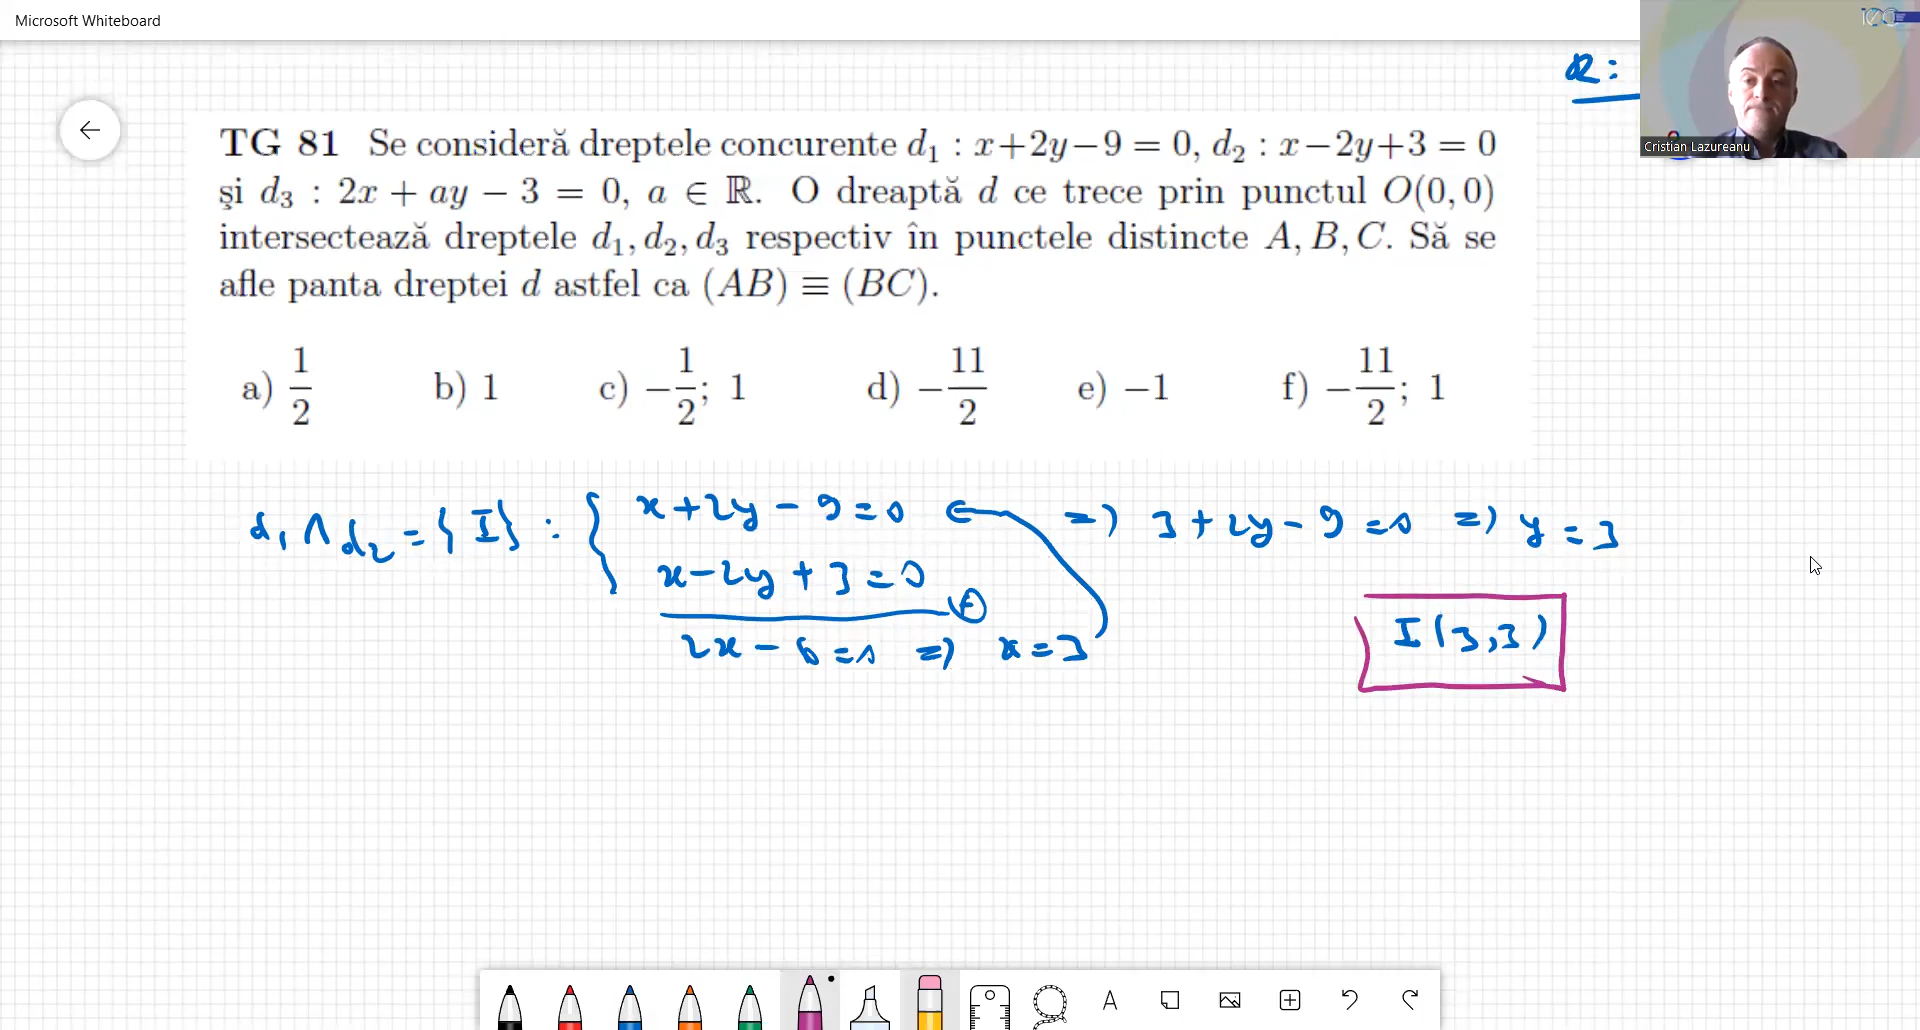 Microsoft Whiteboard
R:
Cristian Lazureanu
TG 81 Se consideră dreptele concurente d₁ : x+2y−9 = 0, d₂ : x−2y+3 = 0
şi d₃ : 2x + ay − 3 = 0, a ∈ ℝ. O dreaptă d ce trece prin punctul O(0, 0)
intersectează dreptele d₁, d₂, d₃ respectiv în punctele distincte A, B, C. Să se
afle panta dreptei d astfel ca (AB) ≡ (BC).
a) 1/2 b) 1 c) −1/2; 1 d) −11/2 e) −1 f) −11/2; 1
d₁ ∩ d₂ = {I} : { x+2y−9=0 ⇒ 3+2y−9=0 ⇒ y=3
x−2y+3=0
2x−6=0 ⇒ x=3
I(3,3)